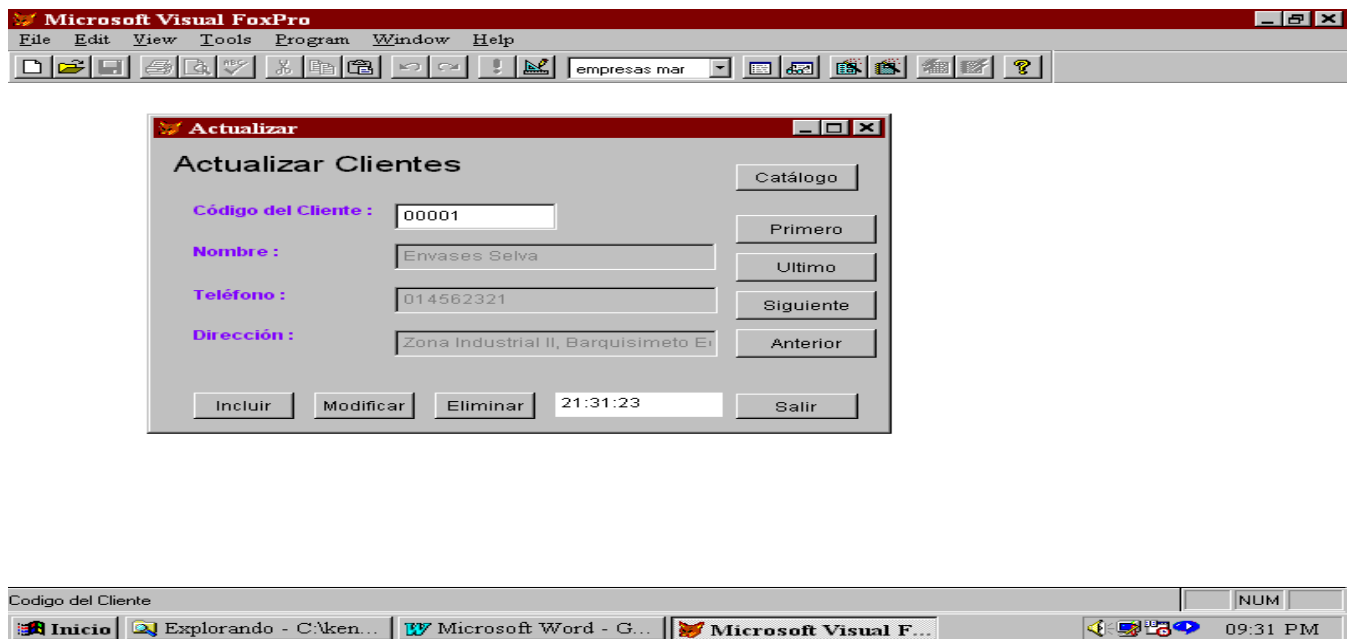 Microsoft Visual FoxPro
File Edit View Tools Program Window Help
empresas mar
Actualizar
Actualizar Clientes
Catálogo
Código del Cliente : 00001
Primero
Nombre : Envases Selva
Ultimo
Teléfono : 014562321
Siguiente
Dirección : Zona Industrial II, Barquisimeto
Anterior
Incluir Modificar Eliminar 21:31:23 Salir
Codigo del Cliente NUM
Inicio Explorando - C:\ken... Microsoft Word - G... Microsoft Visual F... 09:31 PM